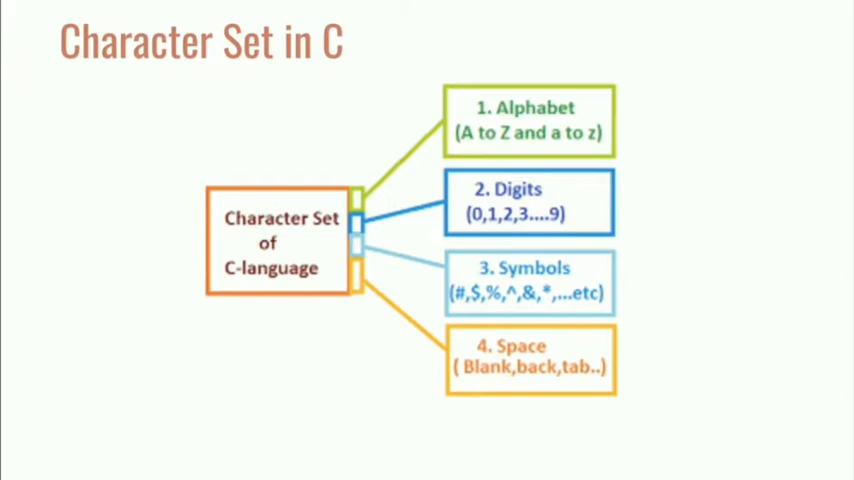 Character Set in C
Character Set
of
C-language
1. Alphabet
(A to Z and a to z)
2. Digits
(0,1,2,3....9)
3. Symbols
(#,$,%,^,&,*,...etc)
4. Space
( Blank,back,tab..)